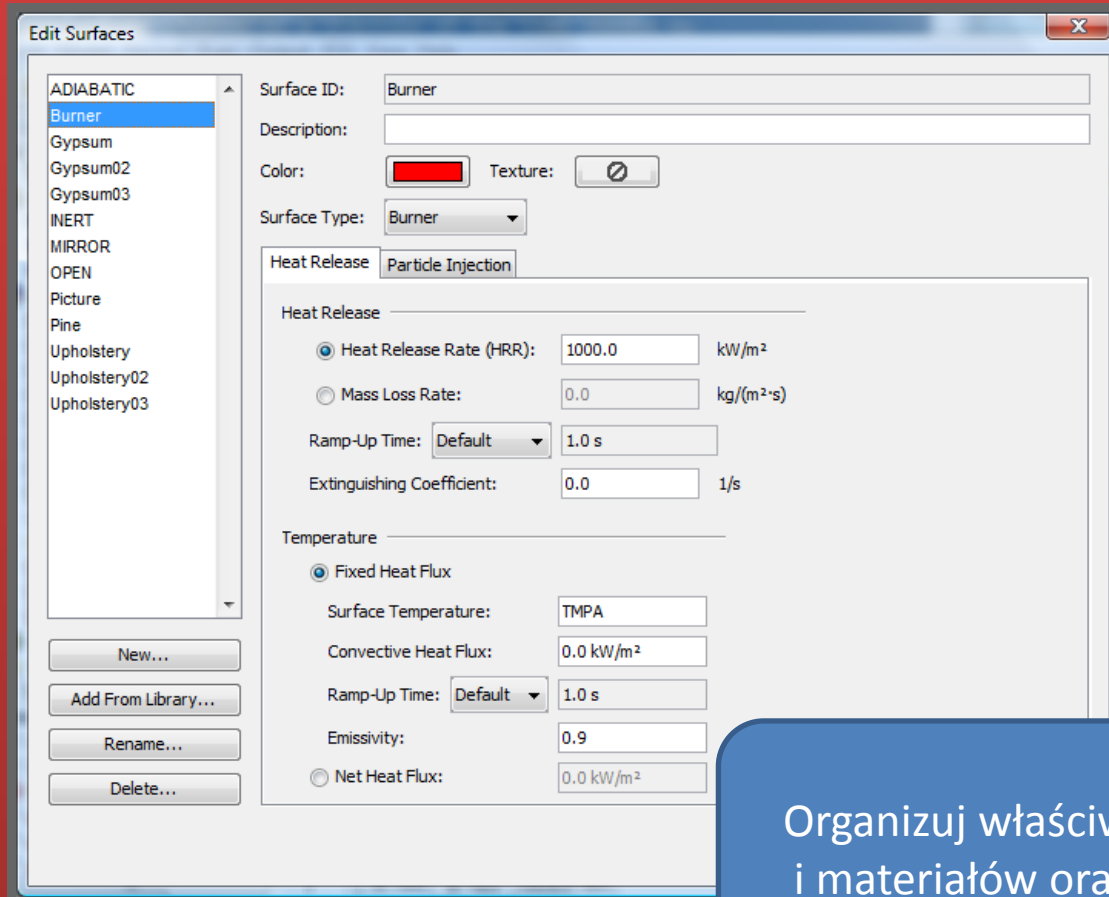 Edit Surfaces
ADIABATIC
Burner
Gypsum
Gypsum02
Gypsum03
INERT
MIRROR
OPEN
Picture
Pine
Upholstery
Upholstery02
Upholstery03
New...
Add From Library...
Rename...
Delete...
Surface ID: Burner
Description:
Color: Texture:
Surface Type: Burner
Heat Release Particle Injection
Heat Release
Heat Release Rate (HRR): 1000.0 kW/m²
Mass Loss Rate: 0.0 kg/(m²·s)
Ramp-Up Time: Default 1.0 s
Extinguishing Coefficient: 0.0 1/s
Temperature
Fixed Heat Flux
Surface Temperature: TMPA
Convective Heat Flux: 0.0 kW/m²
Ramp-Up Time: Default 1.0 s
Emissivity: 0.9
Net Heat Flux: 0.0 kW/m²
Organizuj
i materiałów